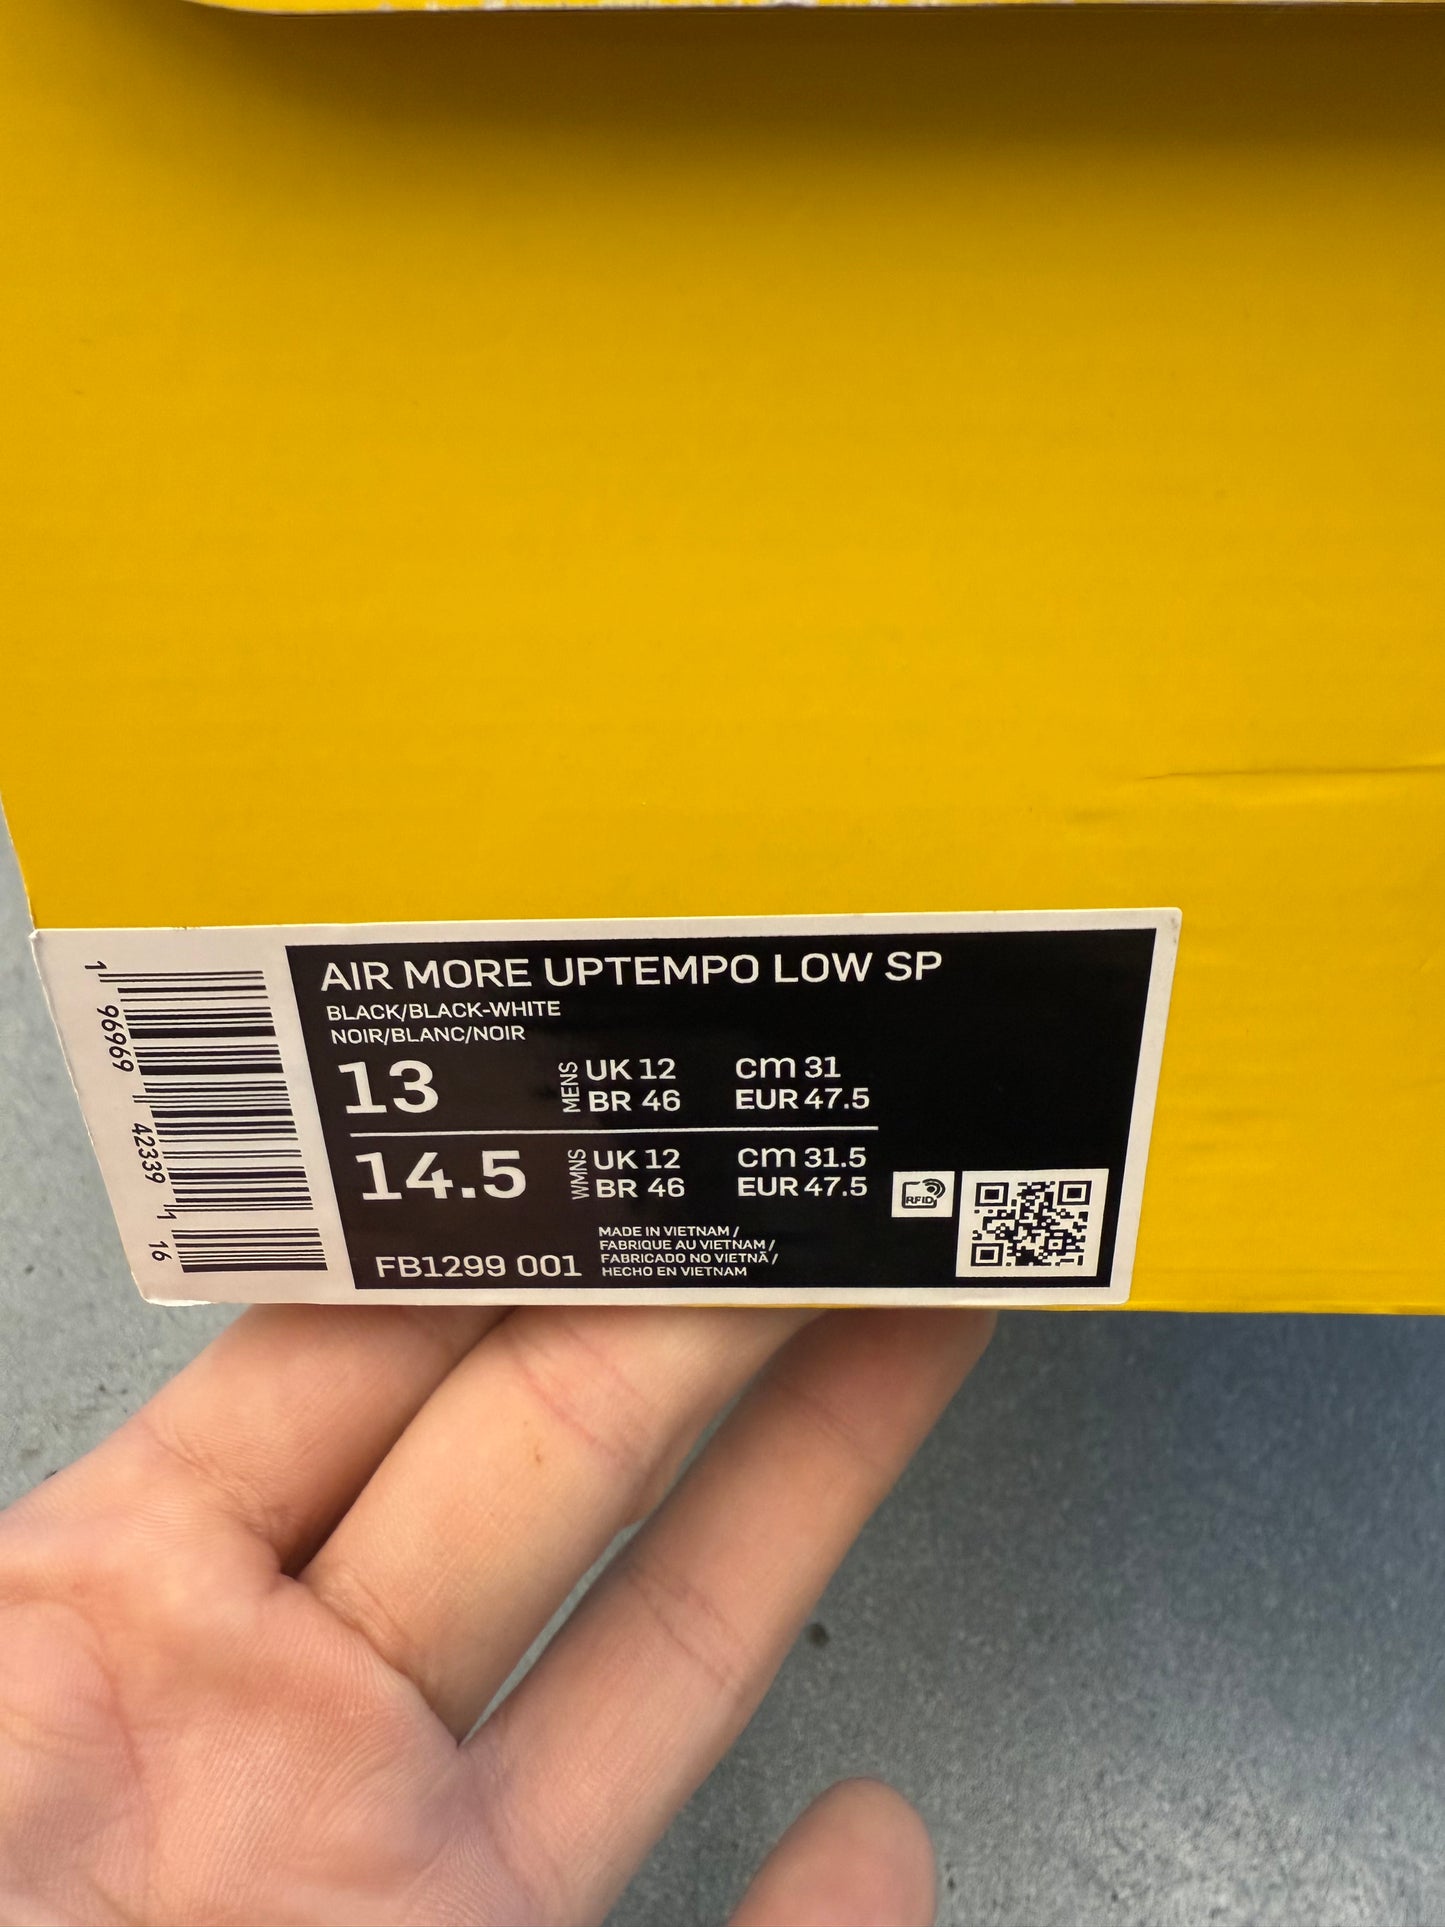 AIR MORE UPTEMPO LOW SP
BLACK/BLACK-WHITE
NOIR/BLANC/NOIR
13 MENS UK 12 cm 31
BR 46 EUR 47.5
14.5 WMNS UK 12 cm 31.5
BR 46 EUR 47.5
RFID
FB1299 001
MADE IN VIETNAM /
FABRIQUE AU VIETNAM /
FABRICADO NO VIETNÃ /
HECHO EN VIETNAM
1 96969 42339 1 16